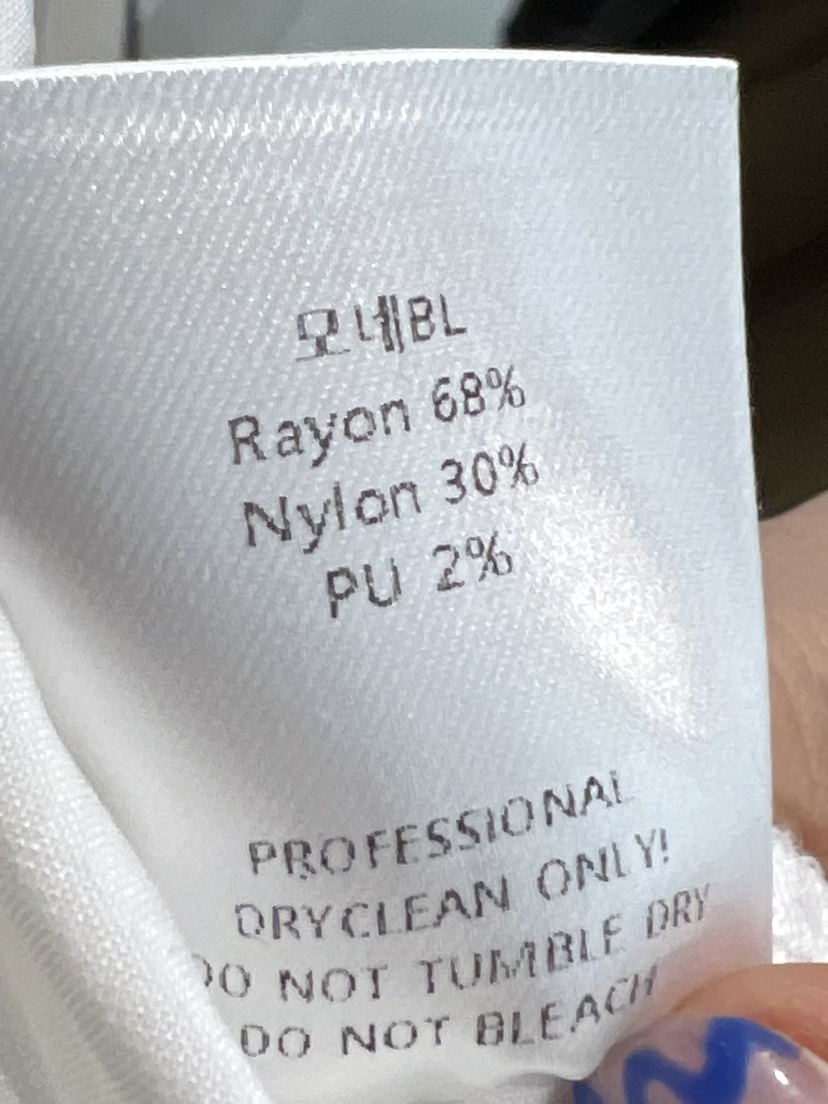 모네BL
Rayon 68%
Nylon 30%
PU 2%
PROFESSIONAL
DRYCLEAN ONLY!
DO NOT TUMBLE DRY
DO NOT BLEACH